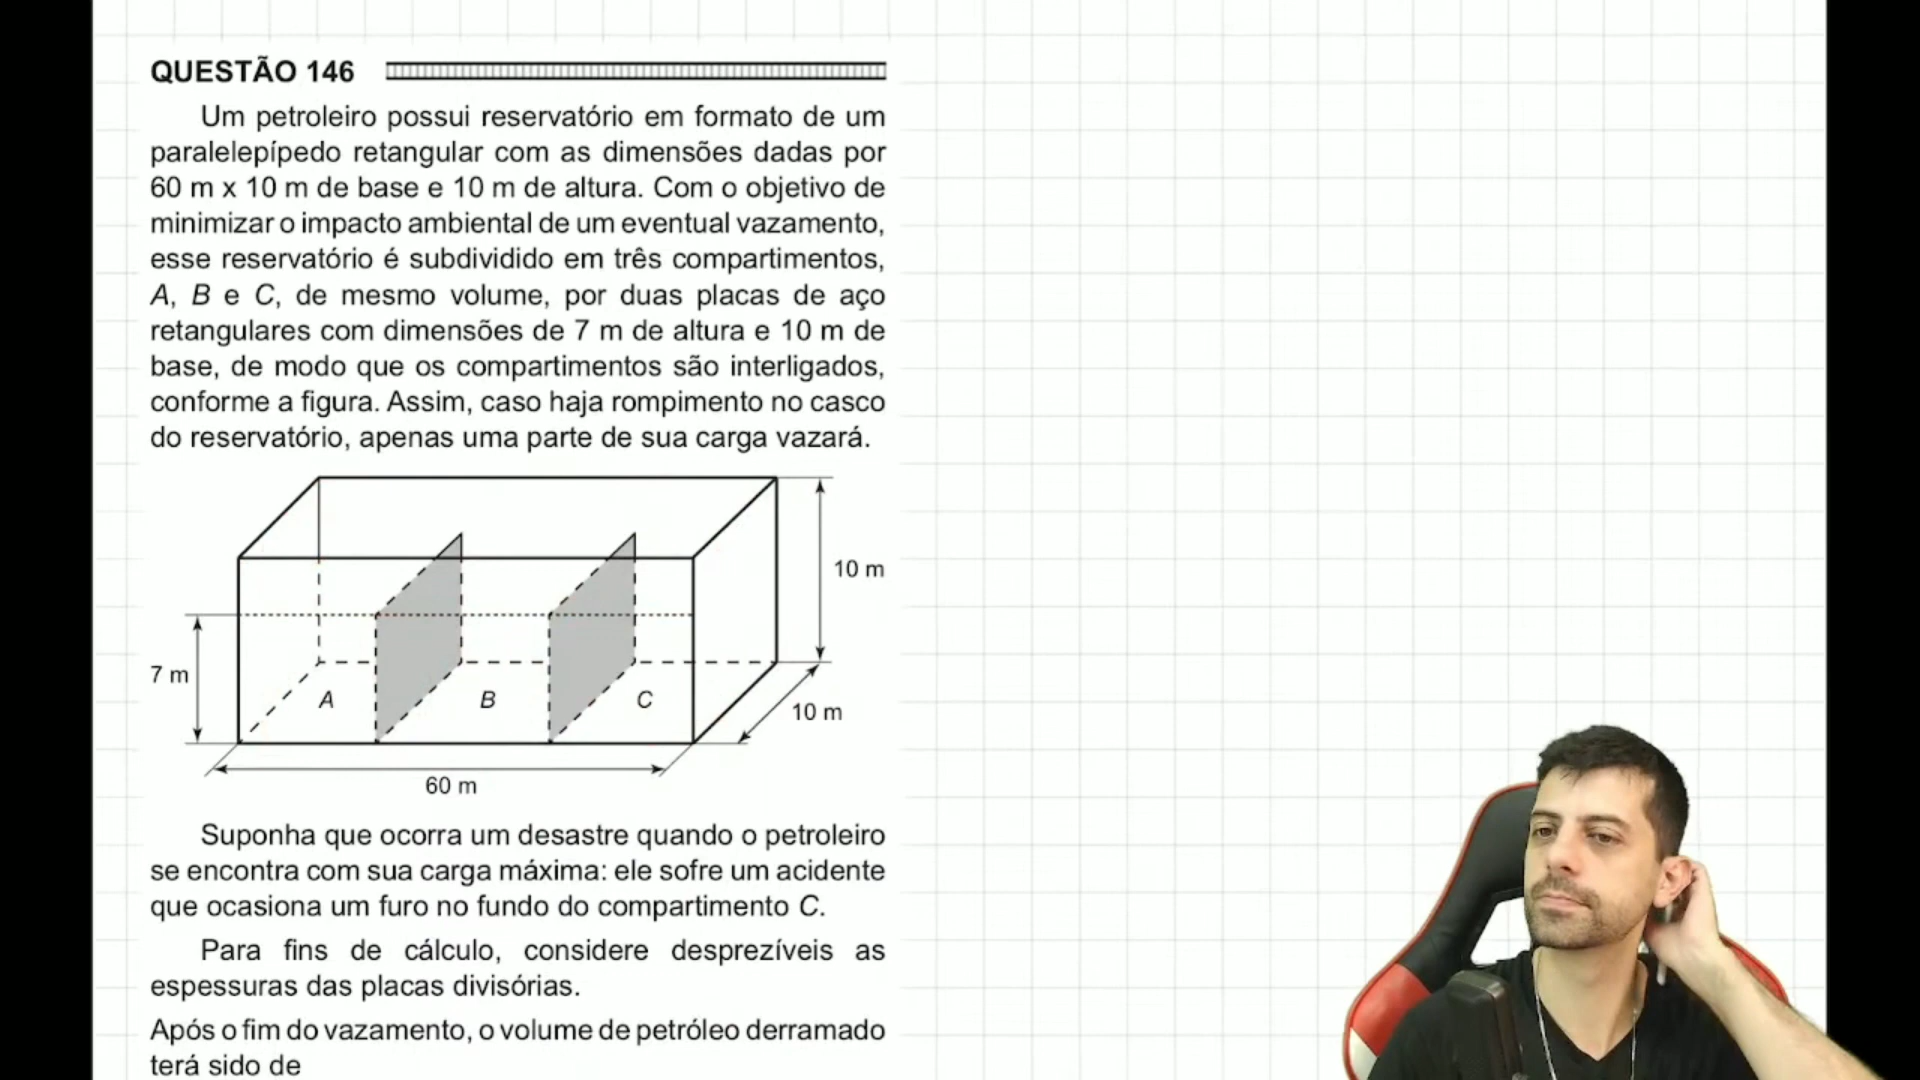 QUESTÃO 146
Um petroleiro possui reservatório em formato de um
paralelepípedo retangular com as dimensões dadas por
60 m x 10 m de base e 10 m de altura. Com o objetivo de
minimizar o impacto ambiental de um eventual vazamento,
esse reservatório é subdividido em três compartimentos,
A, B e C, de mesmo volume, por duas placas de aço
retangulares com dimensões de 7 m de altura e 10 m de
base, de modo que os compartimentos são interligados,
conforme a figura. Assim, caso haja rompimento no casco
do reservatório, apenas uma parte de sua carga vazará.
10 m
7 m
A
B
C
10 m
60 m
Suponha que ocorra um desastre quando o petroleiro
se encontra com sua carga máxima: ele sofre um acidente
que ocasiona um furo no fundo do compartimento C.
Para fins de cálculo, considere desprezíveis as
espessuras das placas divisórias.
Após o fim do vazamento, o volume de petróleo derramado
terá sido de